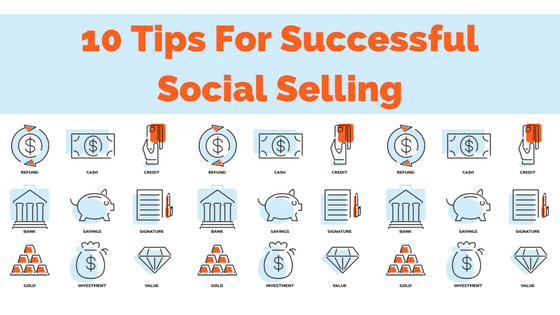 10 Tips For Successful
Social Selling
REFUND CASH CREDIT REFUND CASH CREDIT REFUND CASH CREDIT
BANK SAVINGS SIGNATURE BANK SAVINGS SIGNATURE BANK SAVINGS SIGNATURE
GOLD INVESTMENT VALUE GOLD INVESTMENT VALUE GOLD INVESTMENT VALUE